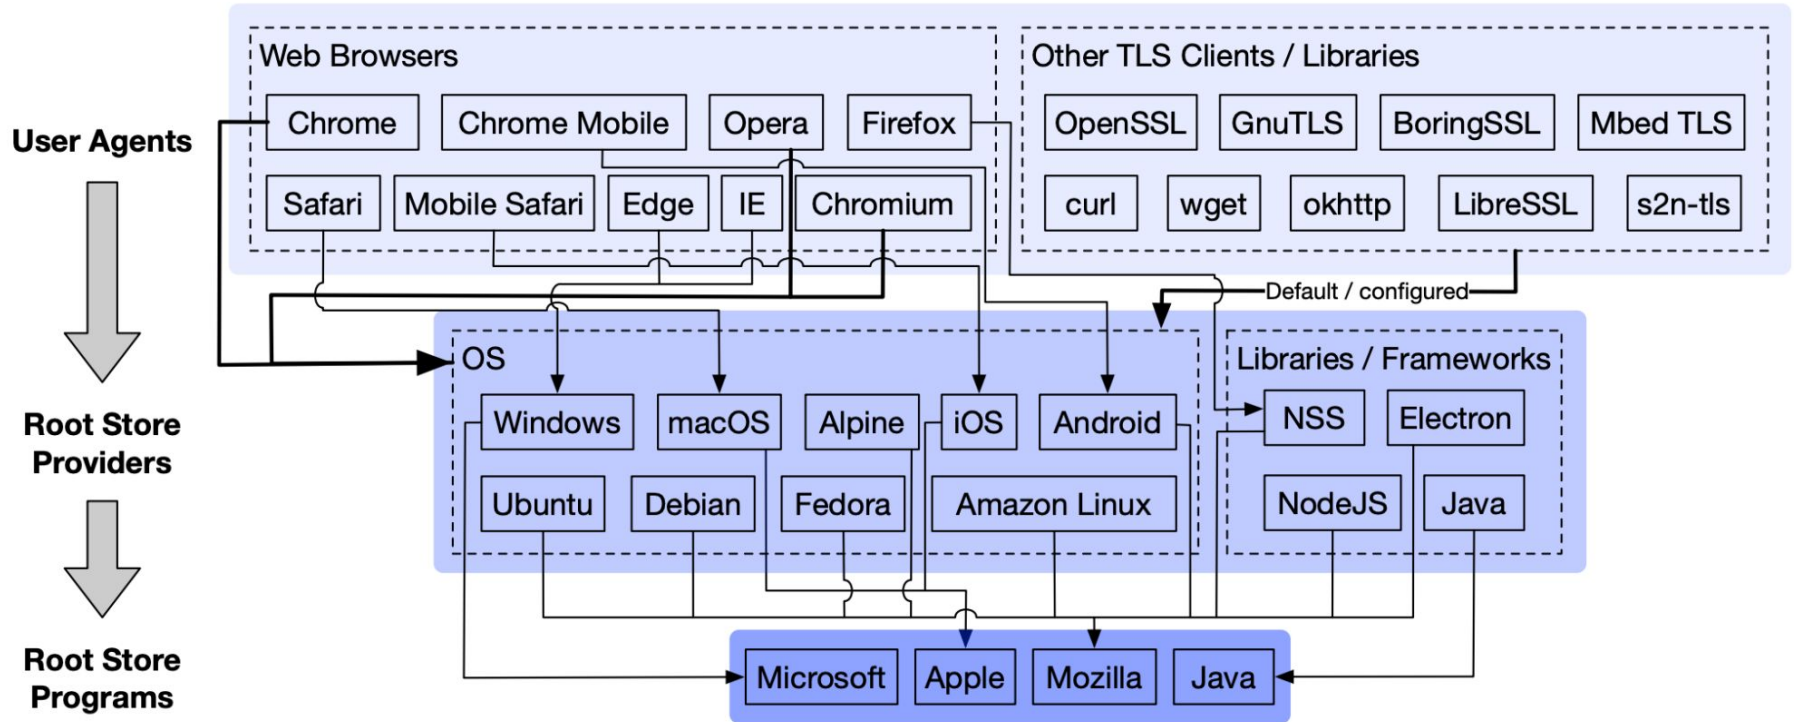 Web Browsers
Other TLS Clients / Libraries
User Agents
Chrome
Chrome Mobile
Opera
Firefox
OpenSSL
GnuTLS
BoringSSL
Mbed TLS
Safari
Mobile Safari
Edge
IE
Chromium
curl
wget
okhttp
LibreSSL
s2n-tls
Default / configured
OS
Libraries / Frameworks
Root Store
Providers
Windows
macOS
Alpine
iOS
Android
NSS
Electron
Ubuntu
Debian
Fedora
Amazon Linux
NodeJS
Java
Root Store
Programs
Microsoft
Apple
Mozilla
Java